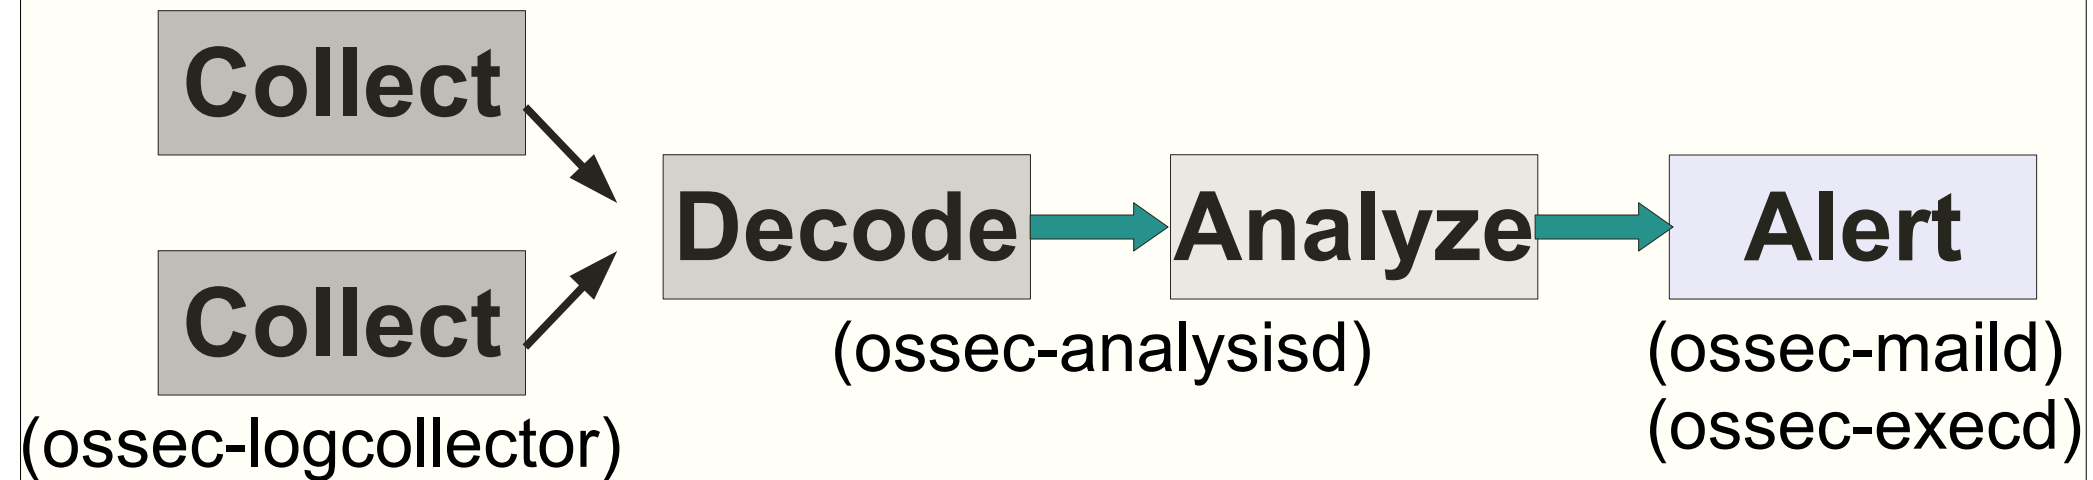 Collect
Collect
(ossec-logcollector)
Decode
Analyze
(ossec-analysisd)
Alert
(ossec-maild)
(ossec-execd)